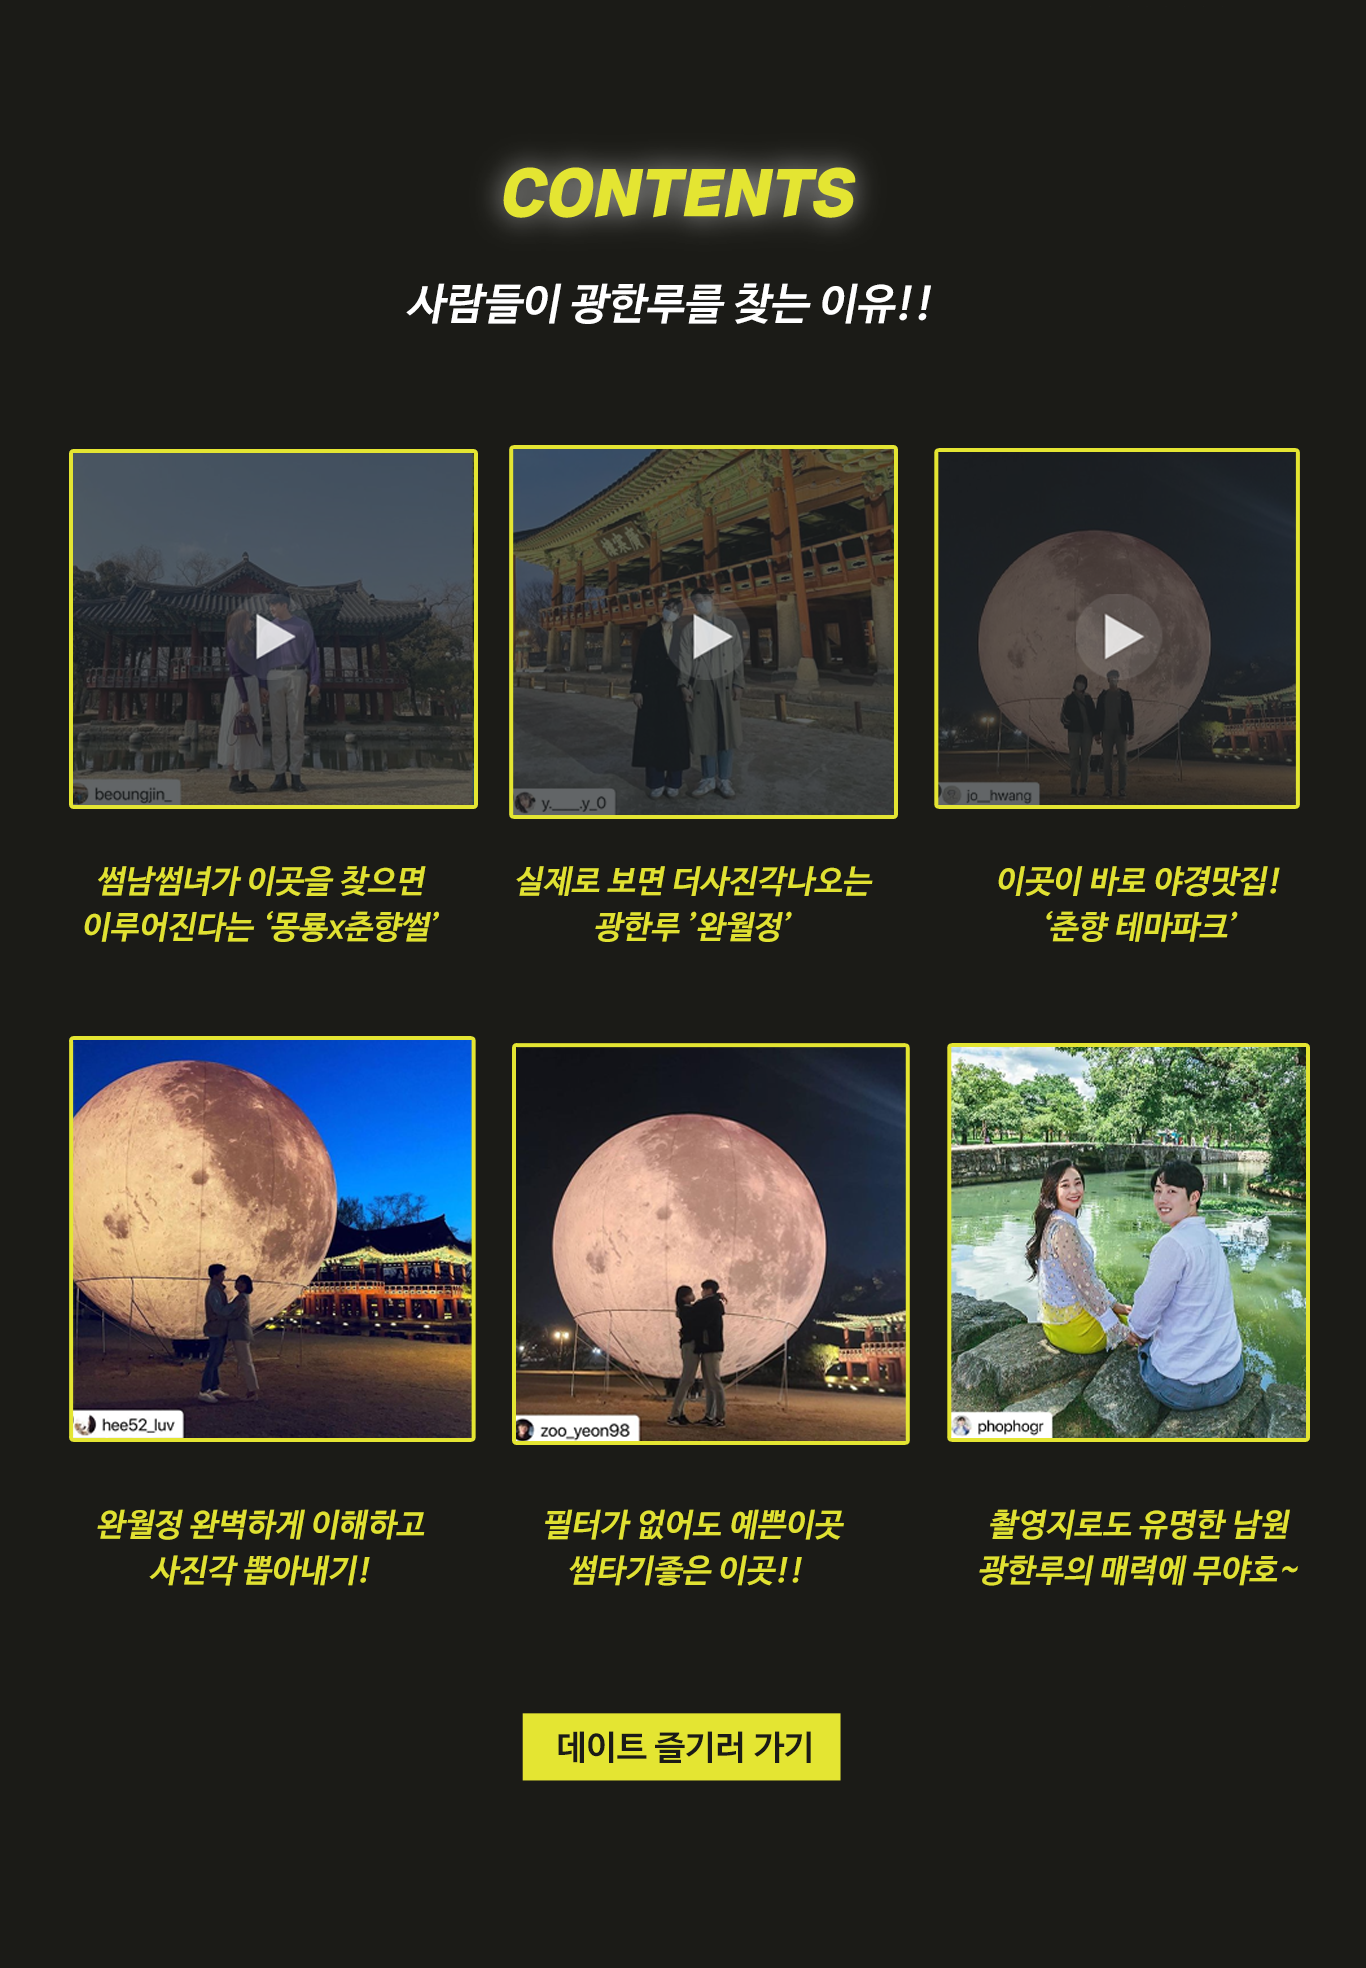 CONTENTS
사람들이 광한루를 찾는 이유!!
beoungjin_
y.____.y_0
jo__hwang
썸남썸녀가 이곳을 찾으면
이루어진다는 ‘몽룡x춘향썰’
실제로 보면 더사진각나오는
광한루 ’완월정’
이곳이 바로 야경맛집!
‘춘향 테마파크’
hee52_luv
zoo_yeon98
phophogr
완월정 완벽하게 이해하고
사진각 뽑아내기!
필터가 없어도 예쁜이곳
썸타기좋은 이곳!!
촬영지로도 유명한 남원
광한루의 매력에 무야호~
데이트 즐기러 가기